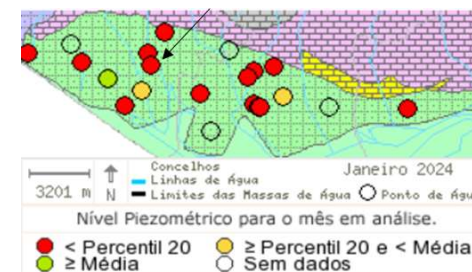 Concelhos
Janeiro 2024
Linhas de Água
3201 m N Limites das Massas de Água Ponto de
Nível Piezométrico para o mês em análise.
< Percentil 20 ≥ Percentil 20 e < Média
≥ Média Sem dados